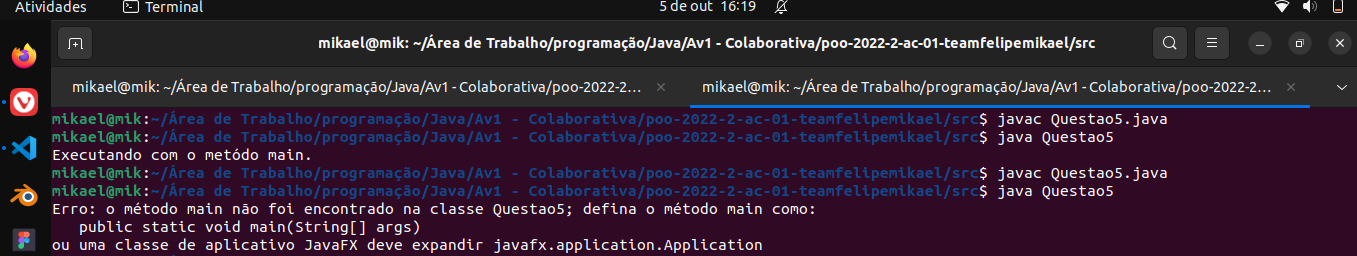 Atividades
Terminal
5 de out 16:19
mikael@mik: ~/Área de Trabalho/programação/Java/Av1 - Colaborativa/poo-2022-2-ac-01-teamfelipemikael/src
mikael@mik: ~/Área de Trabalho/programação/Java/Av1 - Colaborativa/poo-2022-2…
mikael@mik: ~/Área de Trabalho/programação/Java/Av1 - Colaborativa/poo-2022-2…
mikael@mik:~/Área de Trabalho/programação/Java/Av1 - Colaborativa/poo-2022-2-ac-01-teamfelipemikael/src$ javac Questao5.java
mikael@mik:~/Área de Trabalho/programação/Java/Av1 - Colaborativa/poo-2022-2-ac-01-teamfelipemikael/src$ java Questao5
Executando com o metódo main.
mikael@mik:~/Área de Trabalho/programação/Java/Av1 - Colaborativa/poo-2022-2-ac-01-teamfelipemikael/src$ javac Questao5.java
mikael@mik:~/Área de Trabalho/programação/Java/Av1 - Colaborativa/poo-2022-2-ac-01-teamfelipemikael/src$ java Questao5
Erro: o método main não foi encontrado na classe Questao5; defina o método main como:
public static void main(String[] args)
ou uma classe de aplicativo JavaFX deve expandir javafx.application.Application